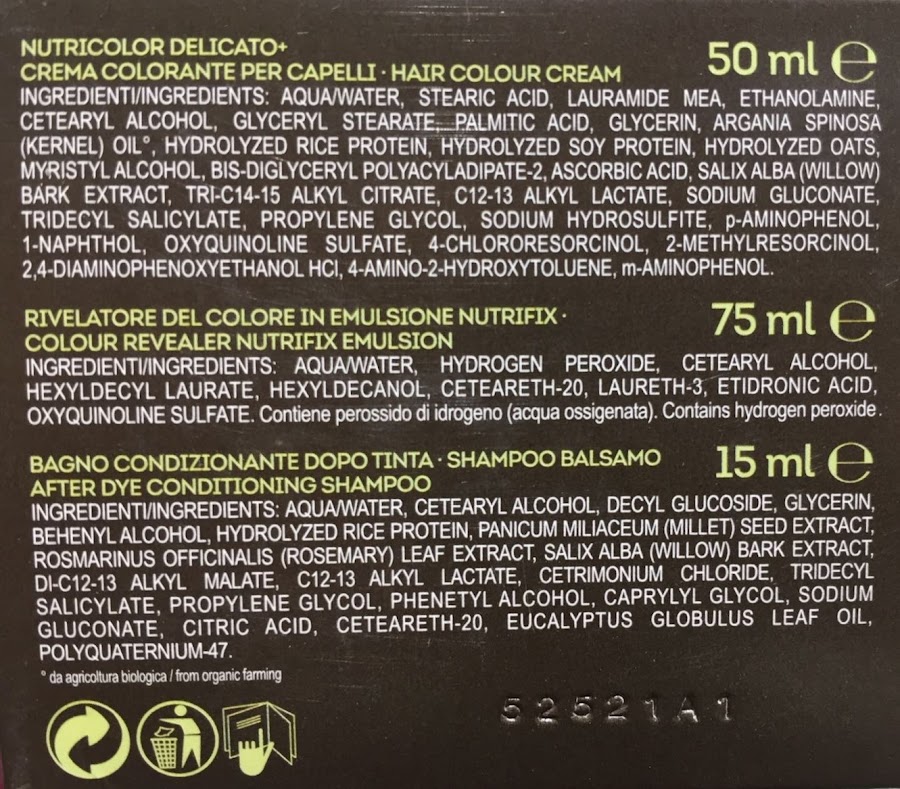 NUTRICOLOR DELICATO+
CREMA COLORANTE PER CAPELLI · HAIR COLOUR CREAM
50 ml ℮
INGREDIENTI/INGREDIENTS: AQUA/WATER, STEARIC ACID, LAURAMIDE MEA, ETHANOLAMINE,
CETEARYL ALCOHOL, GLYCERYL STEARATE, PALMITIC ACID, GLYCERIN, ARGANIA SPINOSA
(KERNEL) OIL°, HYDROLYZED RICE PROTEIN, HYDROLYZED SOY PROTEIN, HYDROLYZED OATS,
MYRISTYL ALCOHOL, BIS-DIGLYCERYL POLYACYLADIPATE-2, ASCORBIC ACID, SALIX ALBA (WILLOW)
BARK EXTRACT, TRI-C14-15 ALKYL CITRATE, C12-13 ALKYL LACTATE, SODIUM GLUCONATE,
TRIDECYL SALICYLATE, PROPYLENE GLYCOL, SODIUM HYDROSULFITE, p-AMINOPHENOL,
1-NAPHTHOL, OXYQUINOLINE SULFATE, 4-CHLORORESORCINOL, 2-METHYLRESORCINOL,
2,4-DIAMINOPHENOXYETHANOL HCl, 4-AMINO-2-HYDROXYTOLUENE, m-AMINOPHENOL.
RIVELATORE DEL COLORE IN EMULSIONE NUTRIFIX ·
COLOUR REVEALER NUTRIFIX EMULSION
75 ml ℮
INGREDIENTI/INGREDIENTS: AQUA/WATER, HYDROGEN PEROXIDE, CETEARYL ALCOHOL,
HEXYLDECYL LAURATE, HEXYLDECANOL, CETEARETH-20, LAURETH-3, ETIDRONIC ACID,
OXYQUINOLINE SULFATE. Contiene perossido di idrogeno (acqua ossigenata). Contains hydrogen peroxide.
BAGNO CONDIZIONANTE DOPO TINTA · SHAMPOO BALSAMO
AFTER DYE CONDITIONING SHAMPOO
15 ml ℮
INGREDIENTI/INGREDIENTS: AQUA/WATER, CETEARYL ALCOHOL, DECYL GLUCOSIDE, GLYCERIN,
BEHENYL ALCOHOL, HYDROLYZED RICE PROTEIN, PANICUM MILIACEUM (MILLET) SEED EXTRACT,
ROSMARINUS OFFICINALIS (ROSEMARY) LEAF EXTRACT, SALIX ALBA (WILLOW) BARK EXTRACT,
DI-C12-13 ALKYL MALATE, C12-13 ALKYL LACTATE, CETRIMONIUM CHLORIDE, TRIDECYL
SALICYLATE, PROPYLENE GLYCOL, PHENETYL ALCOHOL, CAPRYLYL GLYCOL, SODIUM
GLUCONATE, CITRIC ACID, CETEARETH-20, EUCALYPTUS GLOBULUS LEAF OIL,
POLYQUATERNIUM-47.
° da agricoltura biologica / from organic farming
52521A1